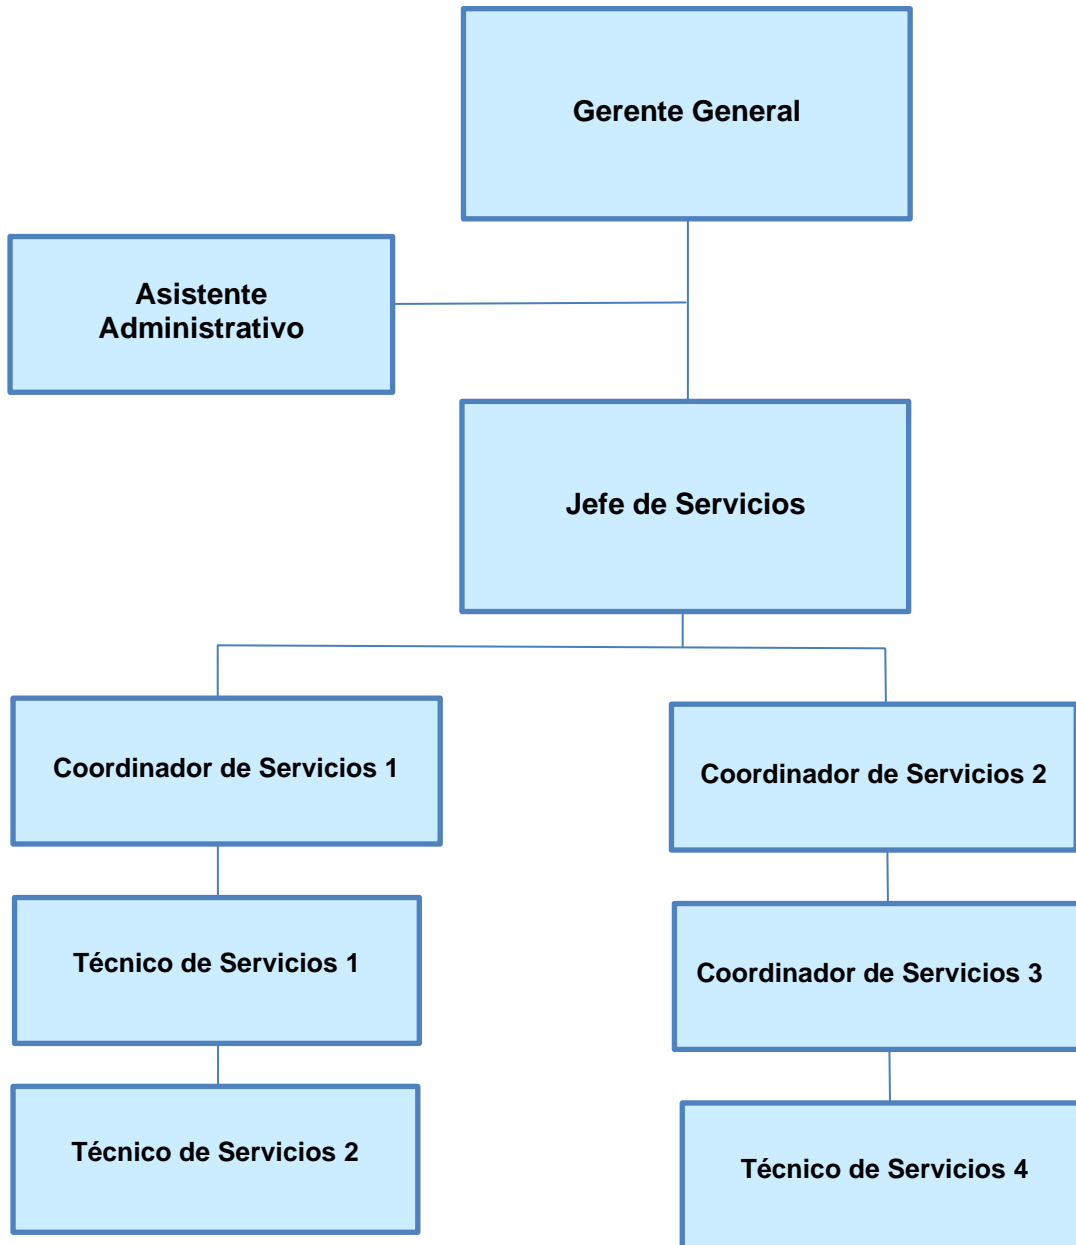 Gerente General
Asistente
Administrativo
Jefe de Servicios
Coordinador de Servicios 1
Coordinador de Servicios 2
Técnico de Servicios 1
Coordinador de Servicios 3
Técnico de Servicios 2
Técnico de Servicios 4